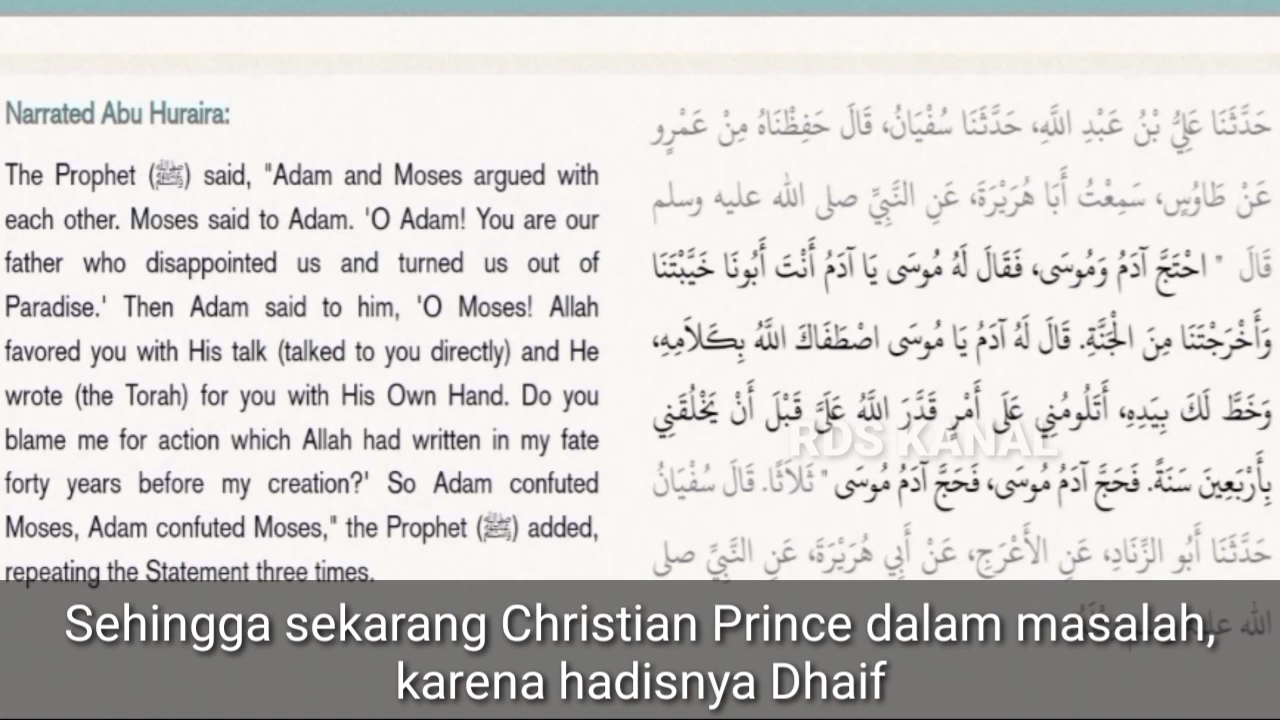 Narrated Abu Huraira:
The Prophet (ﷺ) said, "Adam and Moses argued with
each other. Moses said to Adam. 'O Adam! You are our
father who disappointed us and turned us out of
Paradise.' Then Adam said to him, 'O Moses! Allah
favored you with His talk (talked to you directly) and He
wrote (the Torah) for you with His Own Hand. Do you
blame me for action which Allah had written in my fate
forty years before my creation?' So Adam confuted
Moses, Adam confuted Moses," the Prophet (ﷺ) added,
repeating the Statement three times.
حَدَّثَنَا عَلِيُّ بْنُ عَبْدِ اللَّهِ، حَدَّثَنَا سُفْيَانُ، قَالَ حَفِظْنَاهُ مِنْ عَمْرٍو
عَنْ طَاوُسٍ، سَمِعْتُ أَبَا هُرَيْرَةَ، عَنِ النَّبِيِّ صلى الله عليه وسلم
قَالَ " احْتَجَّ آدَمُ وَمُوسَى، فَقَالَ لَهُ مُوسَى يَا آدَمُ أَنْتَ أَبُونَا خَيَّبْتَنَا
وَأَخْرَجْتَنَا مِنَ الْجَنَّةِ. قَالَ لَهُ آدَمُ يَا مُوسَى اصْطَفَاكَ اللَّهُ بِكَلاَمِهِ،
وَخَطَّ لَكَ بِيَدِهِ، أَتَلُومُنِي عَلَى أَمْرٍ قَدَّرَ اللَّهُ عَلَىَّ قَبْلَ أَنْ يَخْلُقَنِي
بِأَرْبَعِينَ سَنَةً. فَحَجَّ آدَمُ مُوسَى، فَحَجَّ آدَمُ مُوسَى " ثَلاَثًا. قَالَ سُفْيَانُ
حَدَّثَنَا أَبُو الزِّنَادِ، عَنِ الأَعْرَجِ، عَنْ أَبِي هُرَيْرَةَ، عَنِ النَّبِيِّ صلى
الله
RDS KANAL
Sehingga sekarang Christian Prince dalam masalah,
karena hadisnya Dhaif